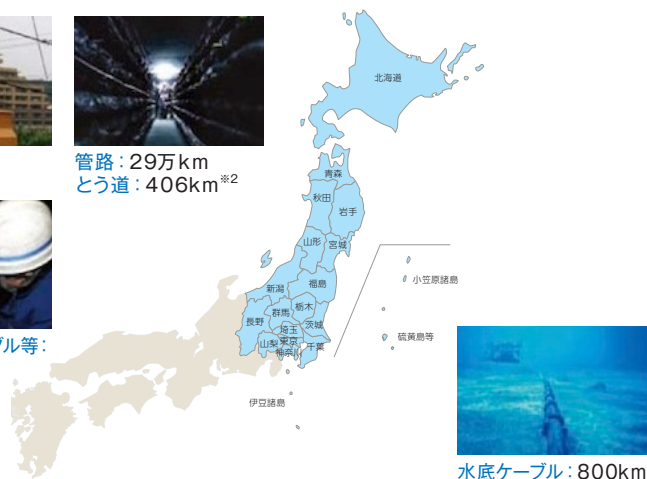 管路：29万km
とう道：406km※2
ブル等：
水底ケーブル：800km
北海道
青森
秋田
岩手
山形
宮城
新潟
福島
群馬
栃木
長野
埼玉
茨城
山梨
東京
神奈川
千葉
伊豆諸島
小笠原諸島
硫黄島等